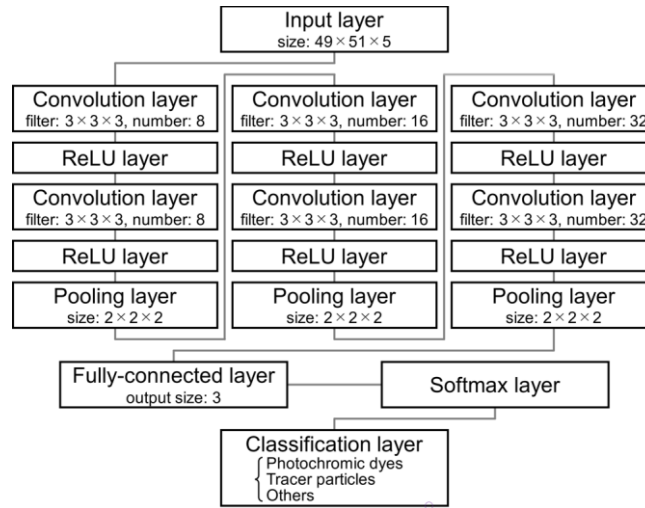 Input layer
size: 49×51×5
Convolution layer
filter: 3×3×3, number: 8
ReLU layer
Convolution layer
filter: 3×3×3, number: 8
ReLU layer
Pooling layer
size: 2×2×2
Convolution layer
filter: 3×3×3, number: 16
ReLU layer
Convolution layer
filter: 3×3×3, number: 16
ReLU layer
Pooling layer
size: 2×2×2
Convolution layer
filter: 3×3×3, number: 32
ReLU layer
Convolution layer
filter: 3×3×3, number: 32
ReLU layer
Pooling layer
size: 2×2×2
Fully-connected layer
output size: 3
Softmax layer
Classification layer
Photochromic dyes
Tracer particles
Others